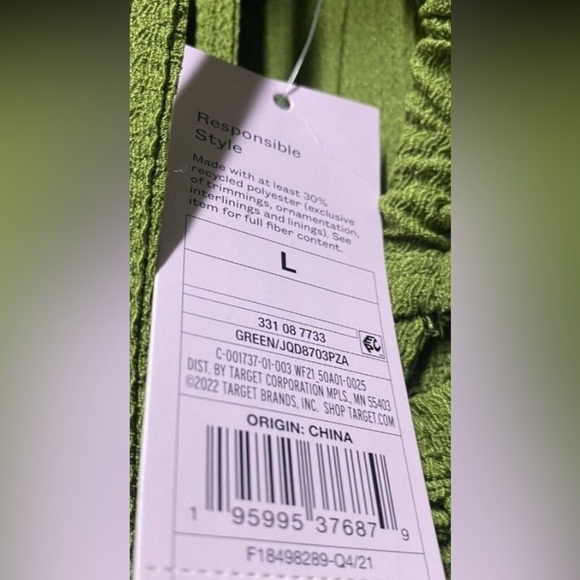 Responsible
Style
Made with at least 30%
recycled polyester (exclusive
of trimmings, ornamentation,
interlinings and linings). See
item for full fiber content.
L
331 08 7733
GREEN/JQD8703PZA
C-001737-01-003 WF21 50A01-0025
DIST. BY TARGET CORPORATION MPLS., MN 55403
©2022 TARGET BRANDS, INC. SHOP TARGET.COM
ORIGIN: CHINA
1 95995 37687 9
F18498289-Q4/21